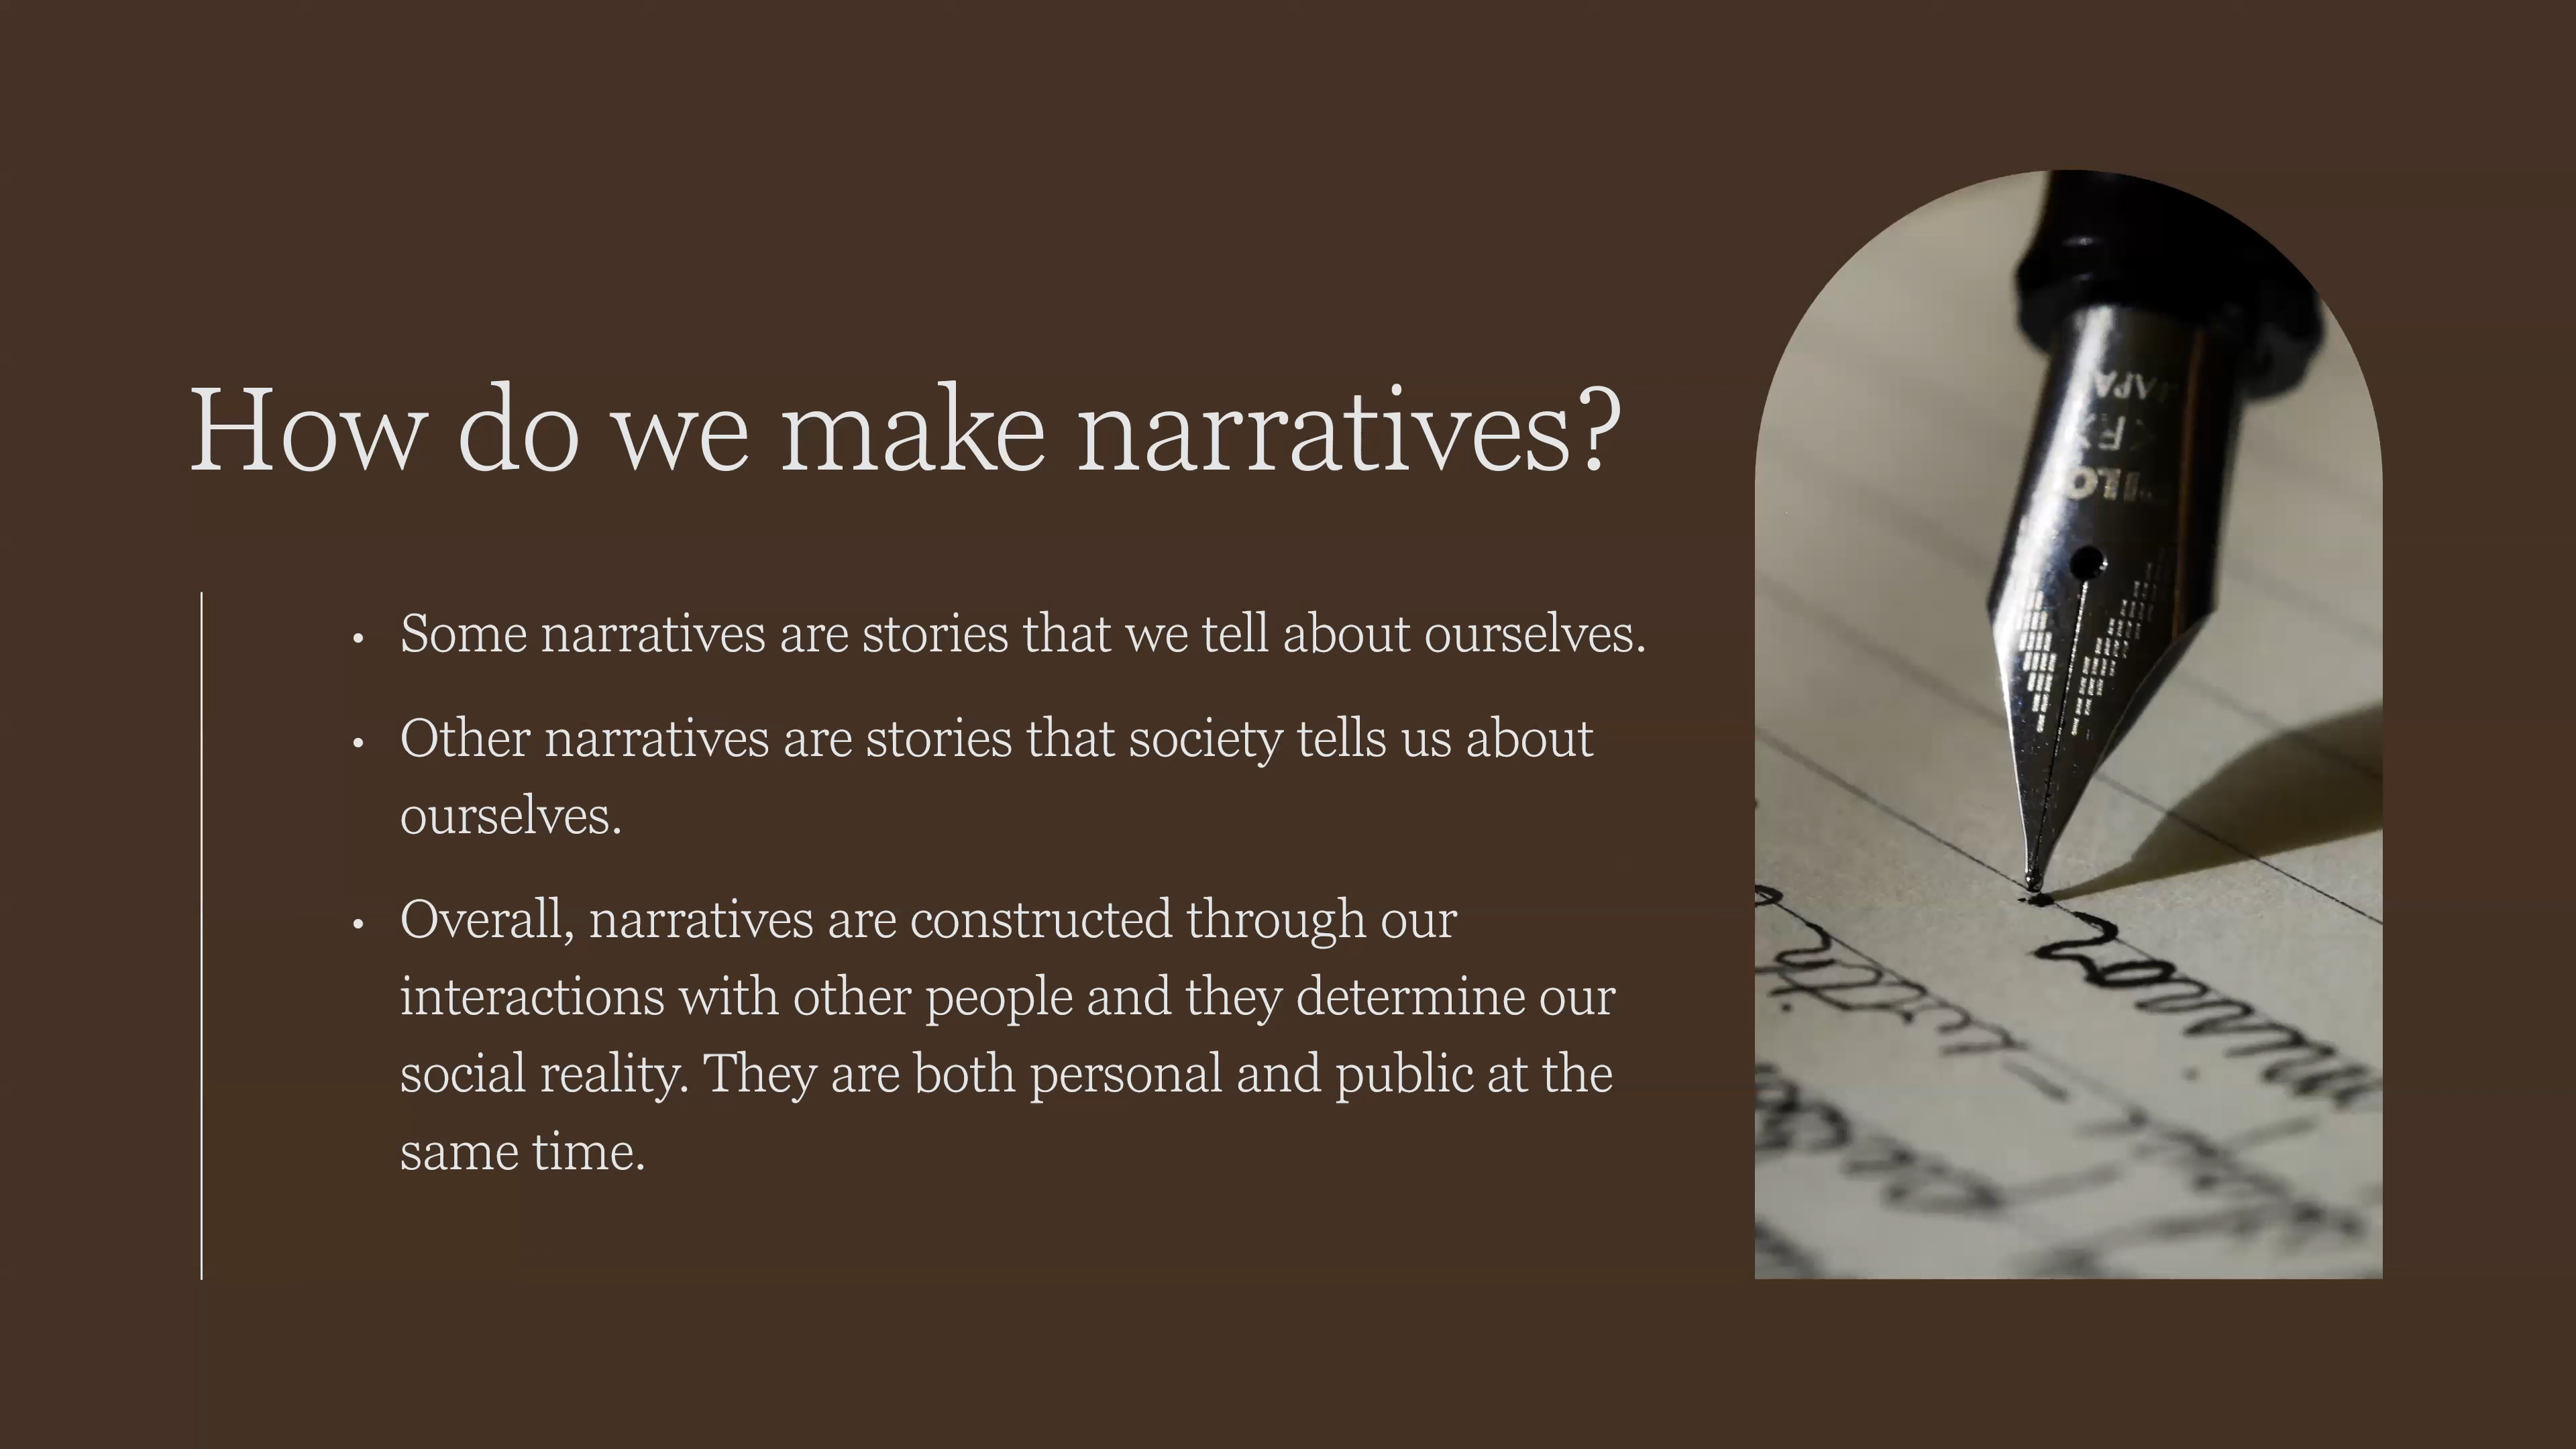 How do we make narratives?
• Some narratives are stories that we tell about ourselves.
• Other narratives are stories that society tells us about
ourselves.
• Overall, narratives are constructed through our
interactions with other people and they determine our
social reality. They are both personal and public at the
same time.